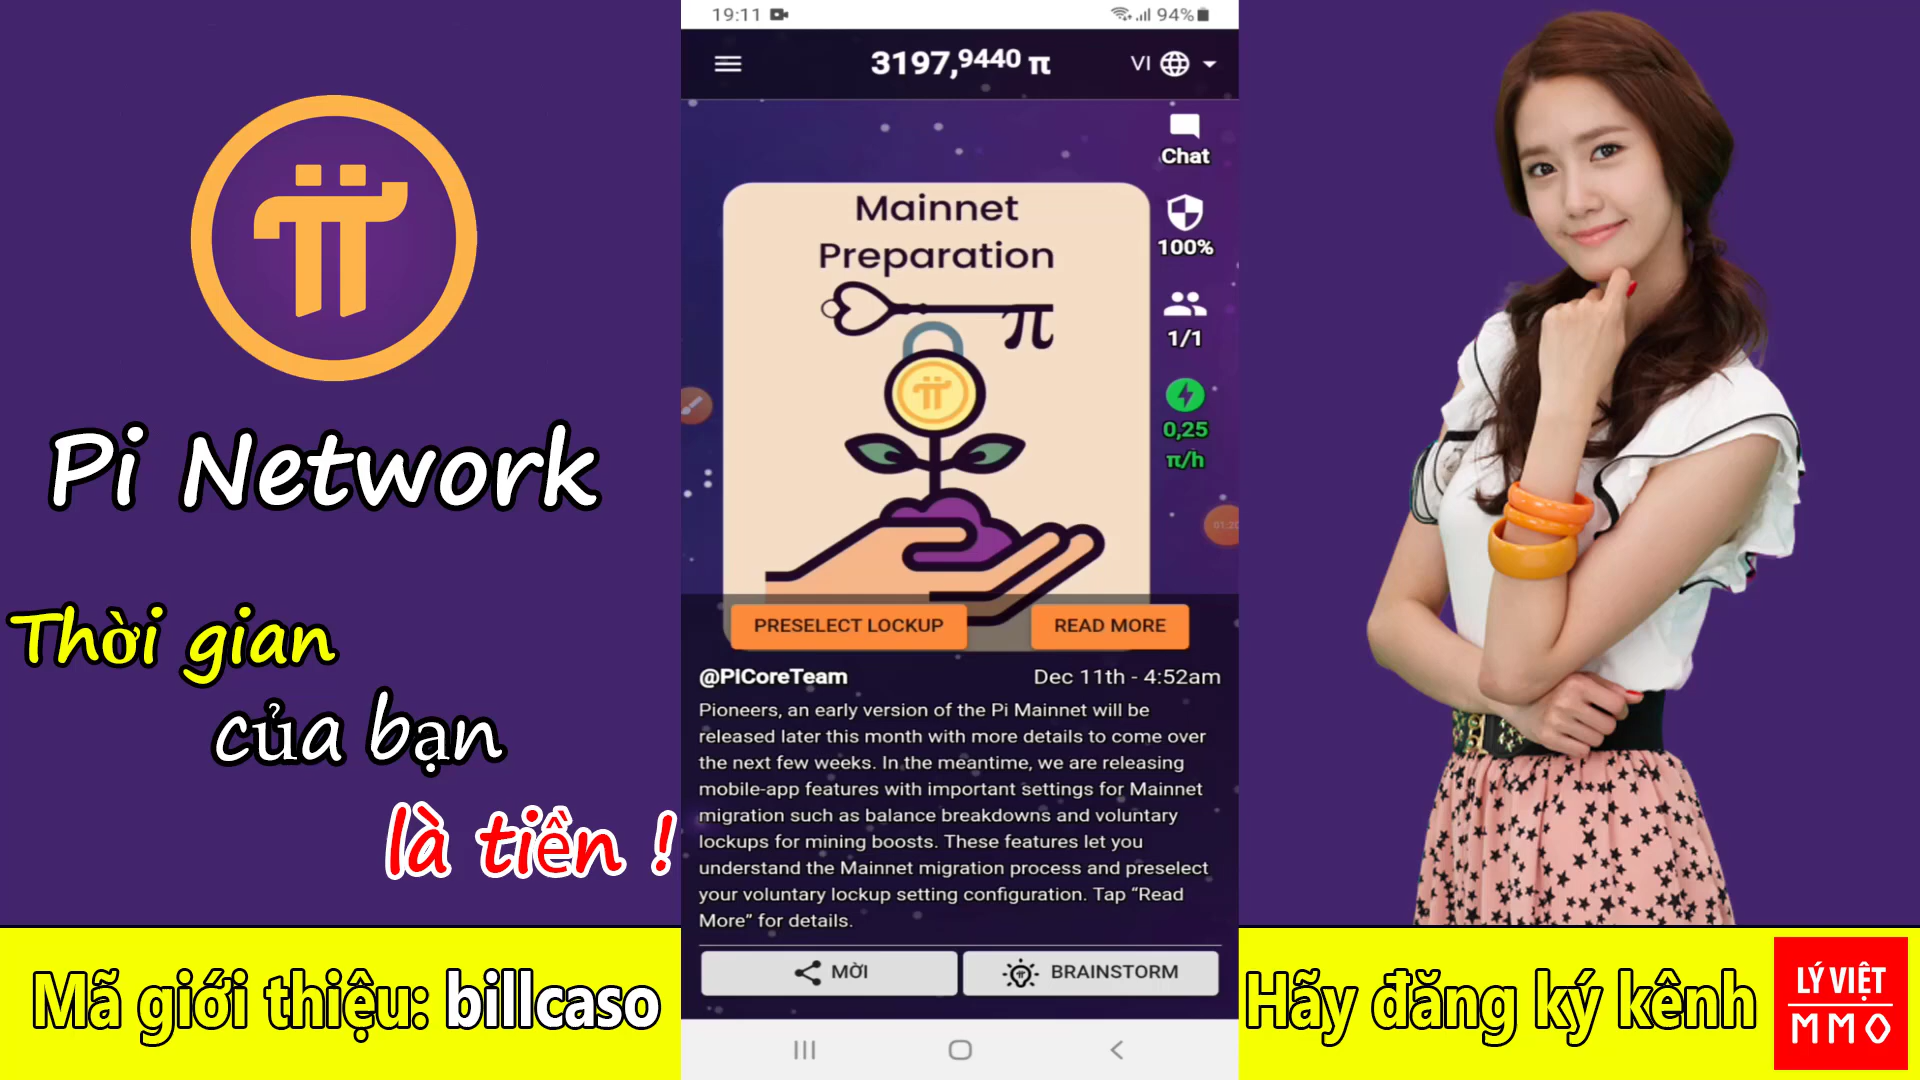 Pi Network
Thời gian
của bạn
là tiền !
Mã giới thiệu: billcaso
19:11
94%
3197,9440 π
VI
Chat
100%
1/1
0,25
π/h
Mainnet
Preparation
π
PRESELECT LOCKUP
READ MORE
01:20
@PiCoreTeam
Dec 11th - 4:52am
Pioneers, an early version of the Pi Mainnet will be
released later this month with more details to come over
the next few weeks. In the meantime, we are releasing
mobile-app features with important settings for Mainnet
migration such as balance breakdowns and voluntary
lockups for mining boosts. These features let you
understand the Mainnet migration process and preselect
your voluntary lockup setting configuration. Tap “Read
More” for details.
MỜI
BRAINSTORM
Hãy đăng ký kênh
LÝ VIỆT
MMO